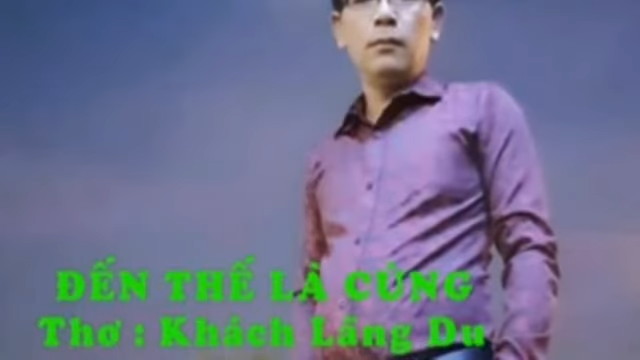 ĐẾN THẾ LÀ CÙNG
Thơ : Khách Lãng Du